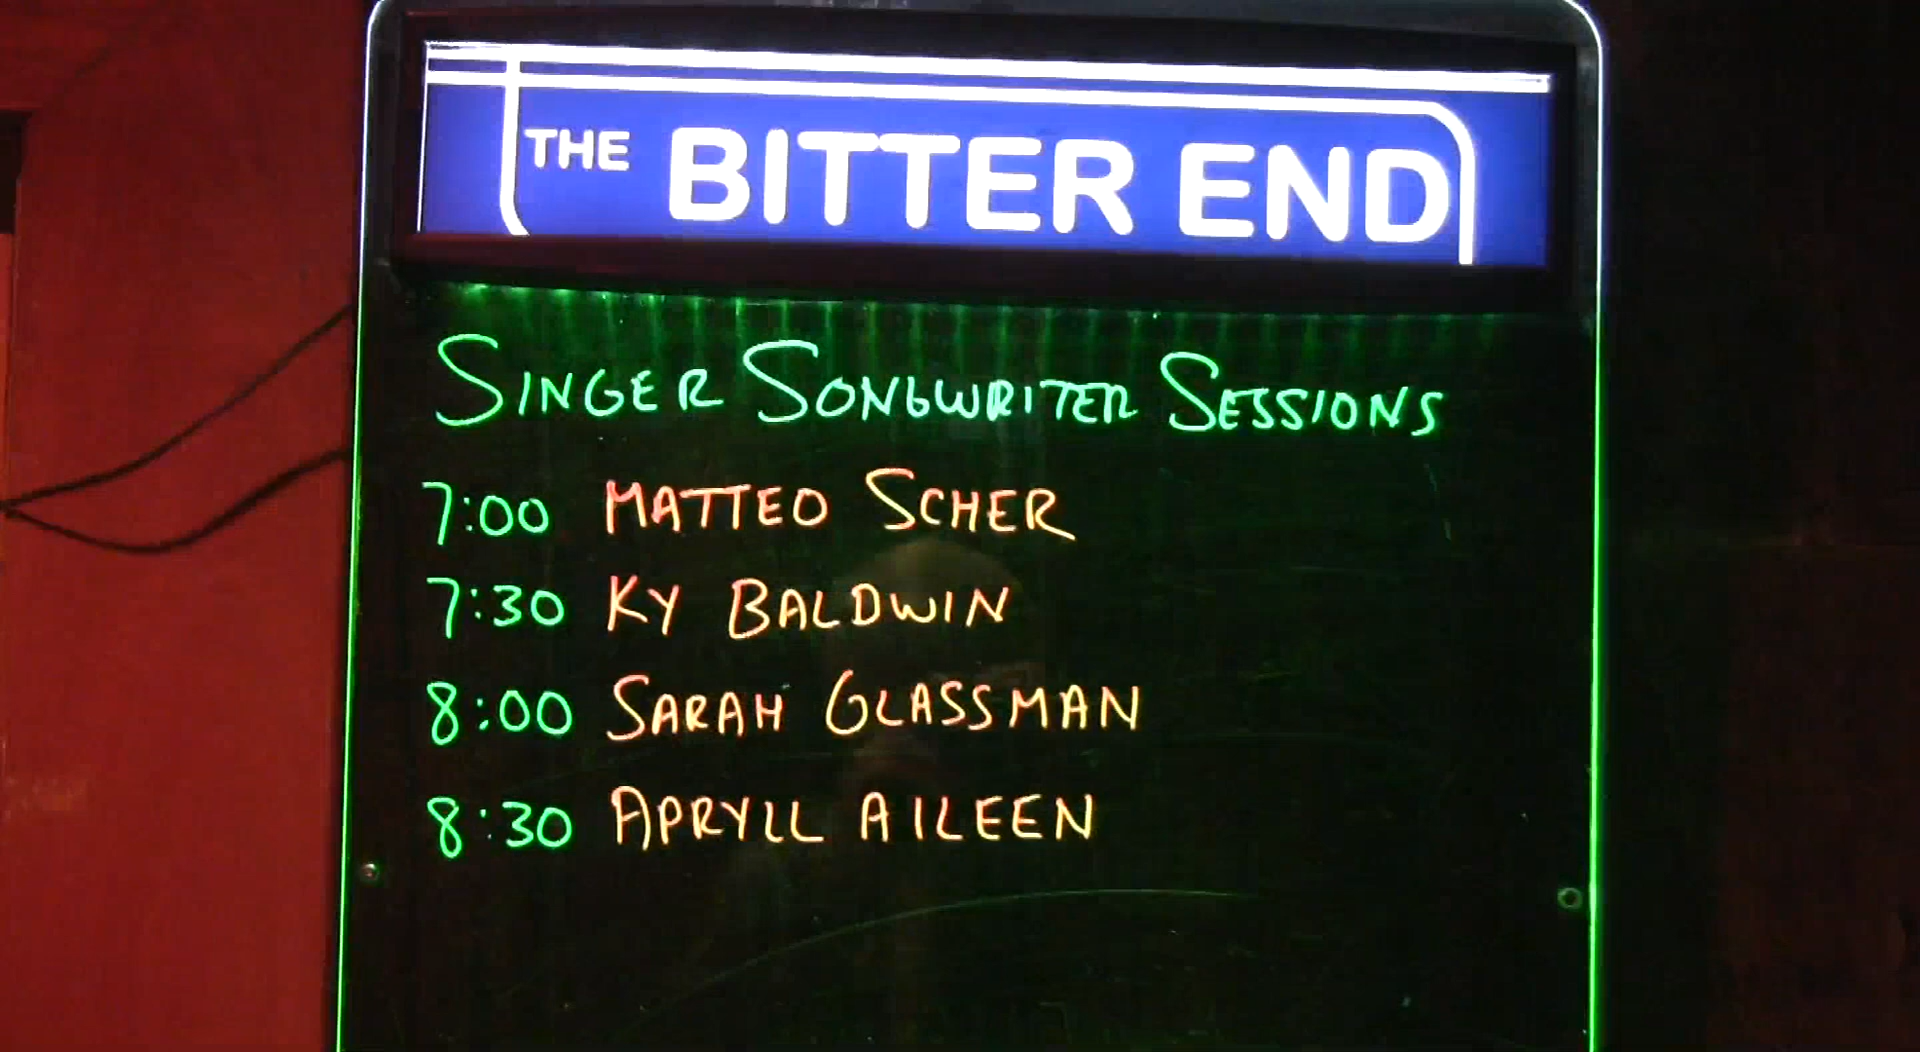 THE BITTER END
SINGER SONGWRITER SESSIONS
7:00 MATTEO SCHER
7:30 KY BALDWIN
8:00 SARAH GLASSMAN
8:30 APRYLL AILEEN